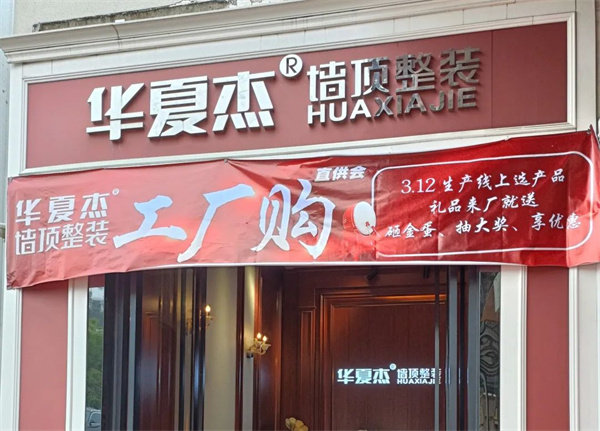 华夏杰®墙顶整装
HUAXIAJIE
华夏杰®
墙顶整装
工厂购
直供会
3.12生产线上选产品
礼品来厂就送
砸金蛋、抽大奖、享优惠
华夏杰®墙顶整装
HUAXIAJIE